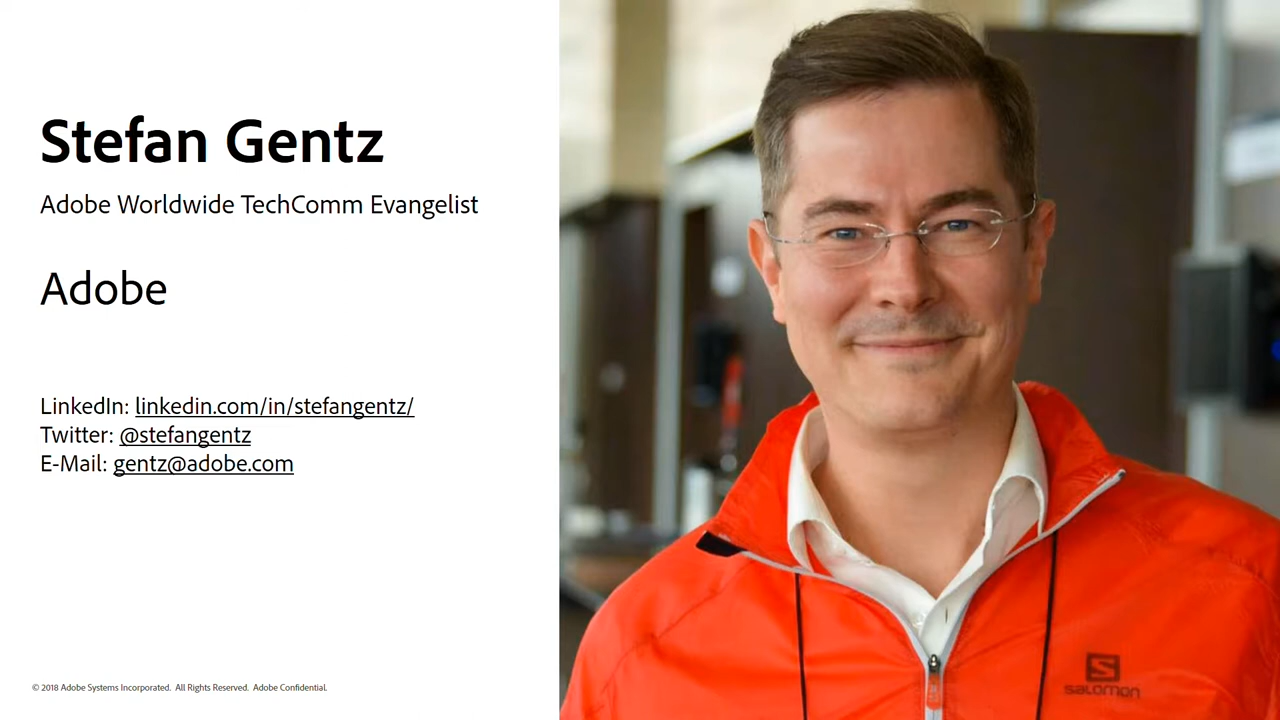 Stefan Gentz
Adobe Worldwide TechComm Evangelist
Adobe
LinkedIn: linkedin.com/in/stefangentz/
Twitter: @stefangentz
E-Mail: gentz@adobe.com
© 2018 Adobe Systems Incorporated. All Rights Reserved. Adobe Confidential.
S
salomon